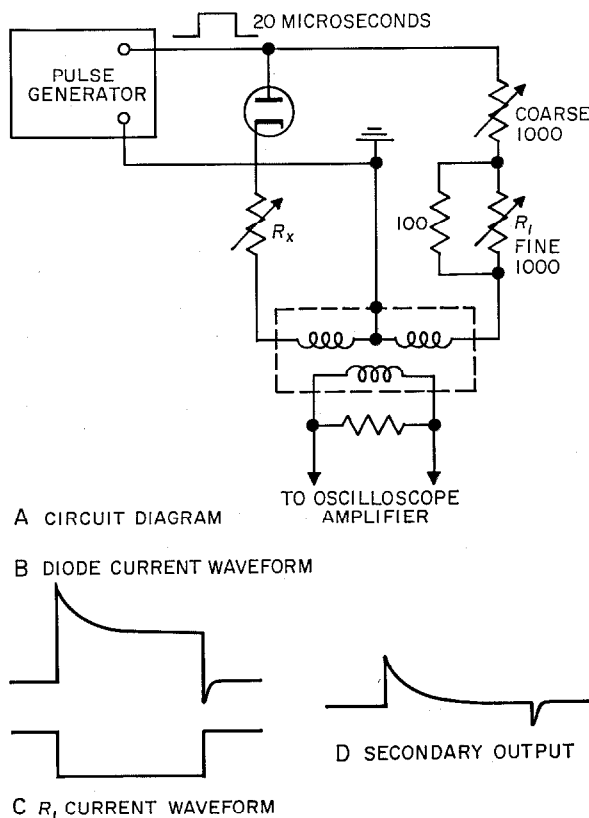 20 MICROSECONDS
PULSE
GENERATOR
COARSE
1000
Rx
100
R1
FINE
1000
TO OSCILLOSCOPE
AMPLIFIER
A CIRCUIT DIAGRAM
B DIODE CURRENT WAVEFORM
D SECONDARY OUTPUT
C R1 CURRENT WAVEFORM